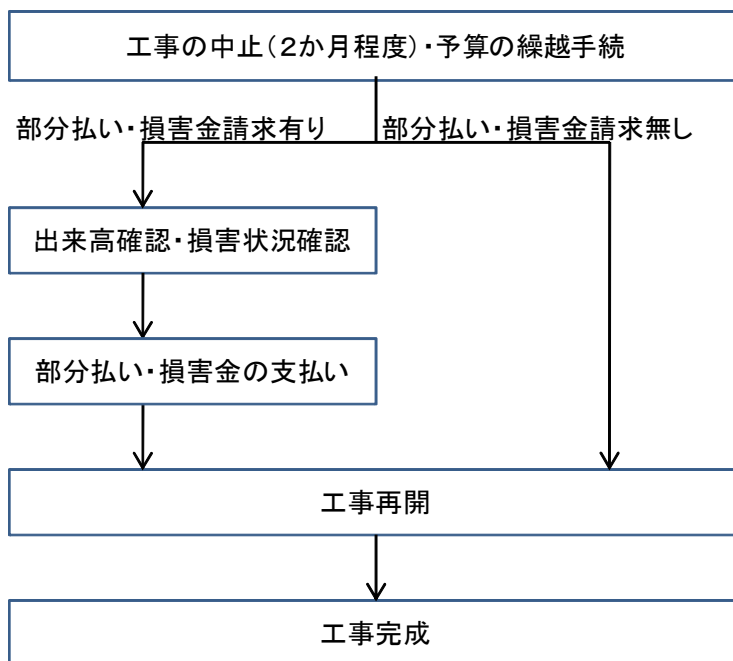 工事の中止(２か月程度)・予算の繰越手続
部分払い・損害金請求有り
部分払い・損害金請求無し
出来高確認・損害状況確認
部分払い・損害金の支払い
工事再開
工事完成